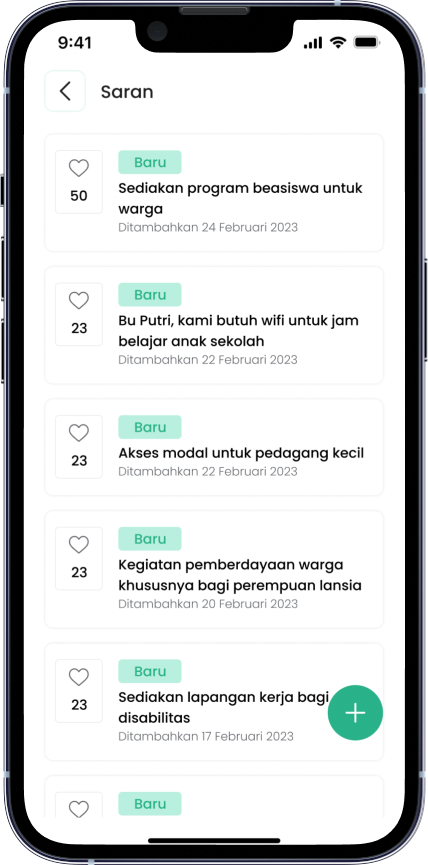 9:41
Saran
Baru
50
Sediakan program beasiswa untuk
warga
Ditambahkan 24 Februari 2023
Baru
23
Bu Putri, kami butuh wifi untuk jam
belajar anak sekolah
Ditambahkan 22 Februari 2023
Baru
23
Akses modal untuk pedagang kecil
Ditambahkan 22 Februari 2023
Baru
23
Kegiatan pemberdayaan warga
khususnya bagi perempuan lansia
Ditambahkan 20 Februari 2023
Baru
23
Sediakan lapangan kerja bagi
disabilitas
Ditambahkan 17 Februari 2023
Baru